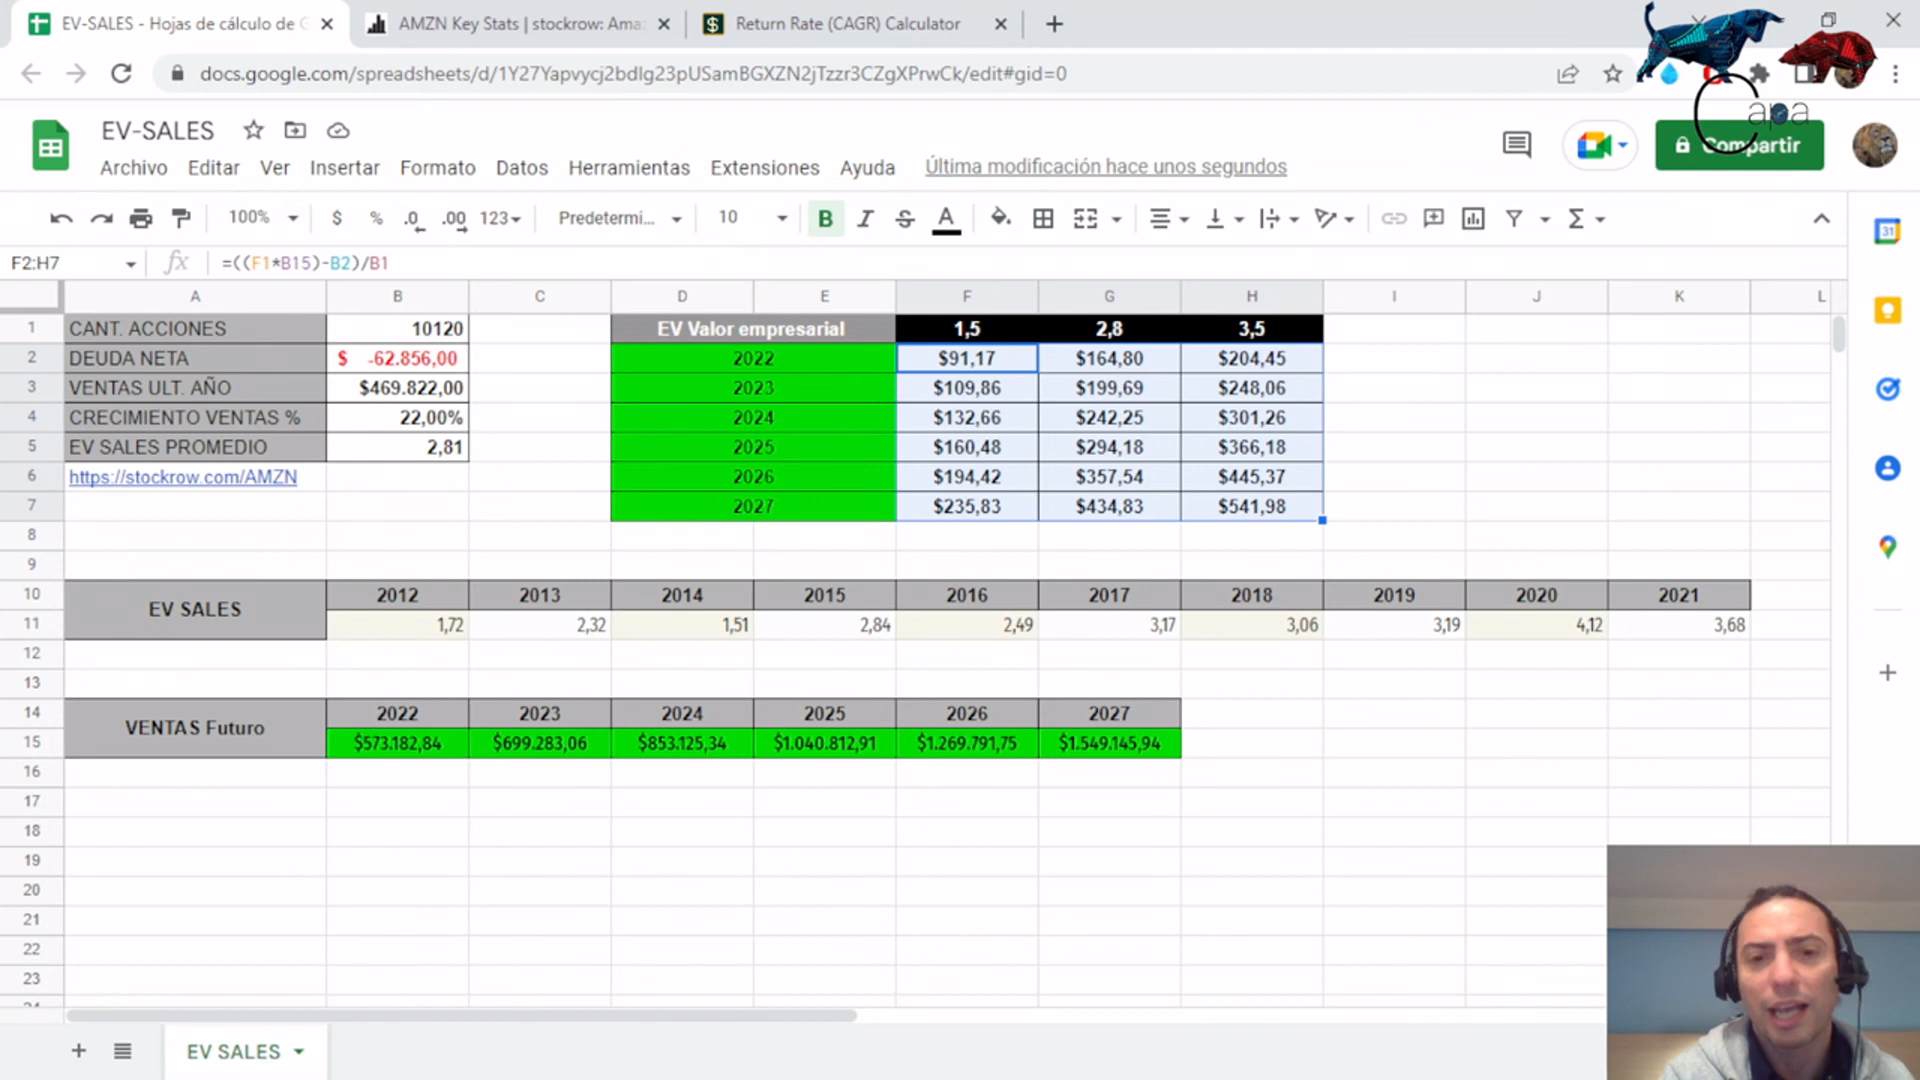 EV-SALES - Hojas de cálculo de G
AMZN Key Stats | stockrow: Ama
Return Rate (CAGR) Calculator
docs.google.com/spreadsheets/d/1Y27Yapvycj2bdIg23pUSamBGXZN2jTzzr3CZgXPrwCk/edit#gid=0
Capa
EV-SALES
Compartir
Archivo Editar Ver Insertar Formato Datos Herramientas Extensiones Ayuda Última modificación hace unos segundos
100% $ % .0 .00 123 Predetermi... 10 B I S A
31
F2:H7 fx =((F1*B15)-B2)/B1
A B C D E F G H I J K L
1 CANT. ACCIONES 10120 EV Valor empresarial 1,5 2,8 3,5
2 DEUDA NETA $ -62.856,00 2022 $91,17 $164,80 $204,45
3 VENTAS ULT. AÑO $469.822,00 2023 $109,86 $199,69 $248,06
4 CRECIMIENTO VENTAS % 22,00% 2024 $132,66 $242,25 $301,26
5 EV SALES PROMEDIO 2,81 2025 $160,48 $294,18 $366,18
6 https://stockrow.com/AMZN 2026 $194,42 $357,54 $445,37
7 2027 $235,83 $434,83 $541,98
8
9
10 EV SALES 2012 2013 2014 2015 2016 2017 2018 2019 2020 2021
11 1,72 2,32 1,51 2,84 2,49 3,17 3,06 3,19 4,12 3,68
12
13
14 VENTAS Futuro 2022 2023 2024 2025 2026 2027
15 $573.182,84 $699.283,06 $853.125,34 $1.040.812,91 $1.269.791,75 $1.549.145,94
16
17
18
19
20
21
22
23
24
EV SALES